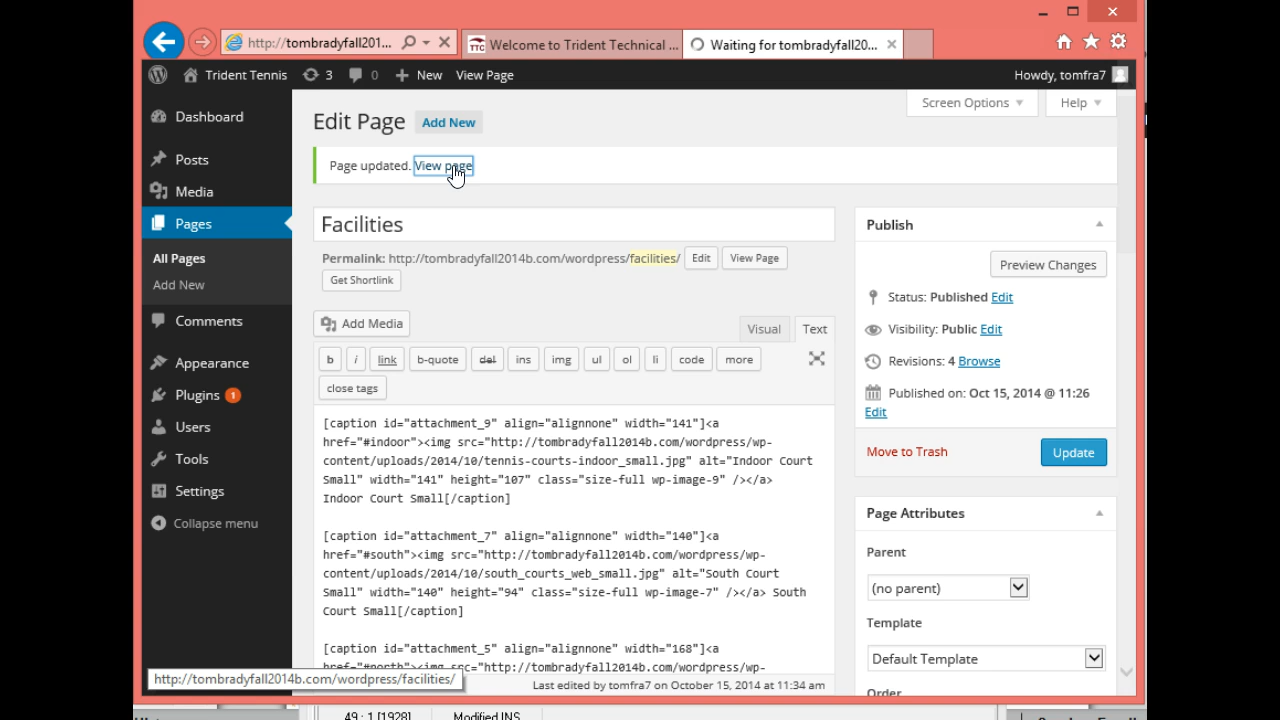 http://tombradyfall201...
Welcome to Trident Technical ...
Waiting for tombradyfall20...
Trident Tennis
3
0
New
View Page
Howdy, tomfra7
Dashboard
Posts
Media
Pages
All Pages
Add New
Comments
Appearance
Plugins 1
Users
Tools
Settings
Collapse menu
Screen Options
Help
Edit Page Add New
Page updated. View page
Facilities
Permalink: http://tombradyfall2014b.com/wordpress/facilities/ Edit View Page
Get Shortlink
Add Media
Visual Text
b i link b-quote del ins img ul ol li code more
close tags
[caption id="attachment_9" align="alignnone" width="141"]<a
href="#indoor"><img src="http://tombradyfall2014b.com/wordpress/wp-
content/uploads/2014/10/tennis-courts-indoor_small.jpg" alt="Indoor Court
Small" width="141" height="107" class="size-full wp-image-9" /></a>
Indoor Court Small[/caption]
[caption id="attachment_7" align="alignnone" width="140"]<a
href="#south"><img src="http://tombradyfall2014b.com/wordpress/wp-
content/uploads/2014/10/south_courts_web_small.jpg" alt="South Court
Small" width="140" height="94" class="size-full wp-image-7" /></a> South
Court Small[/caption]
[caption id="attachment_5" align="alignnone" width="168"]<a
href="#north"><img src="http://tombradyfall2014b.com/wordpress/wp-
Last edited by tomfra7 on October 15, 2014 at 11:34 am
Publish
Preview Changes
Status: Published Edit
Visibility: Public Edit
Revisions: 4 Browse
Published on: Oct 15, 2014 @ 11:26
Edit
Move to Trash
Update
Page Attributes
Parent
(no parent)
Template
Default Template
Order
http://tombradyfall2014b.com/wordpress/facilities/
49 : 1 [1928]
Modified INS